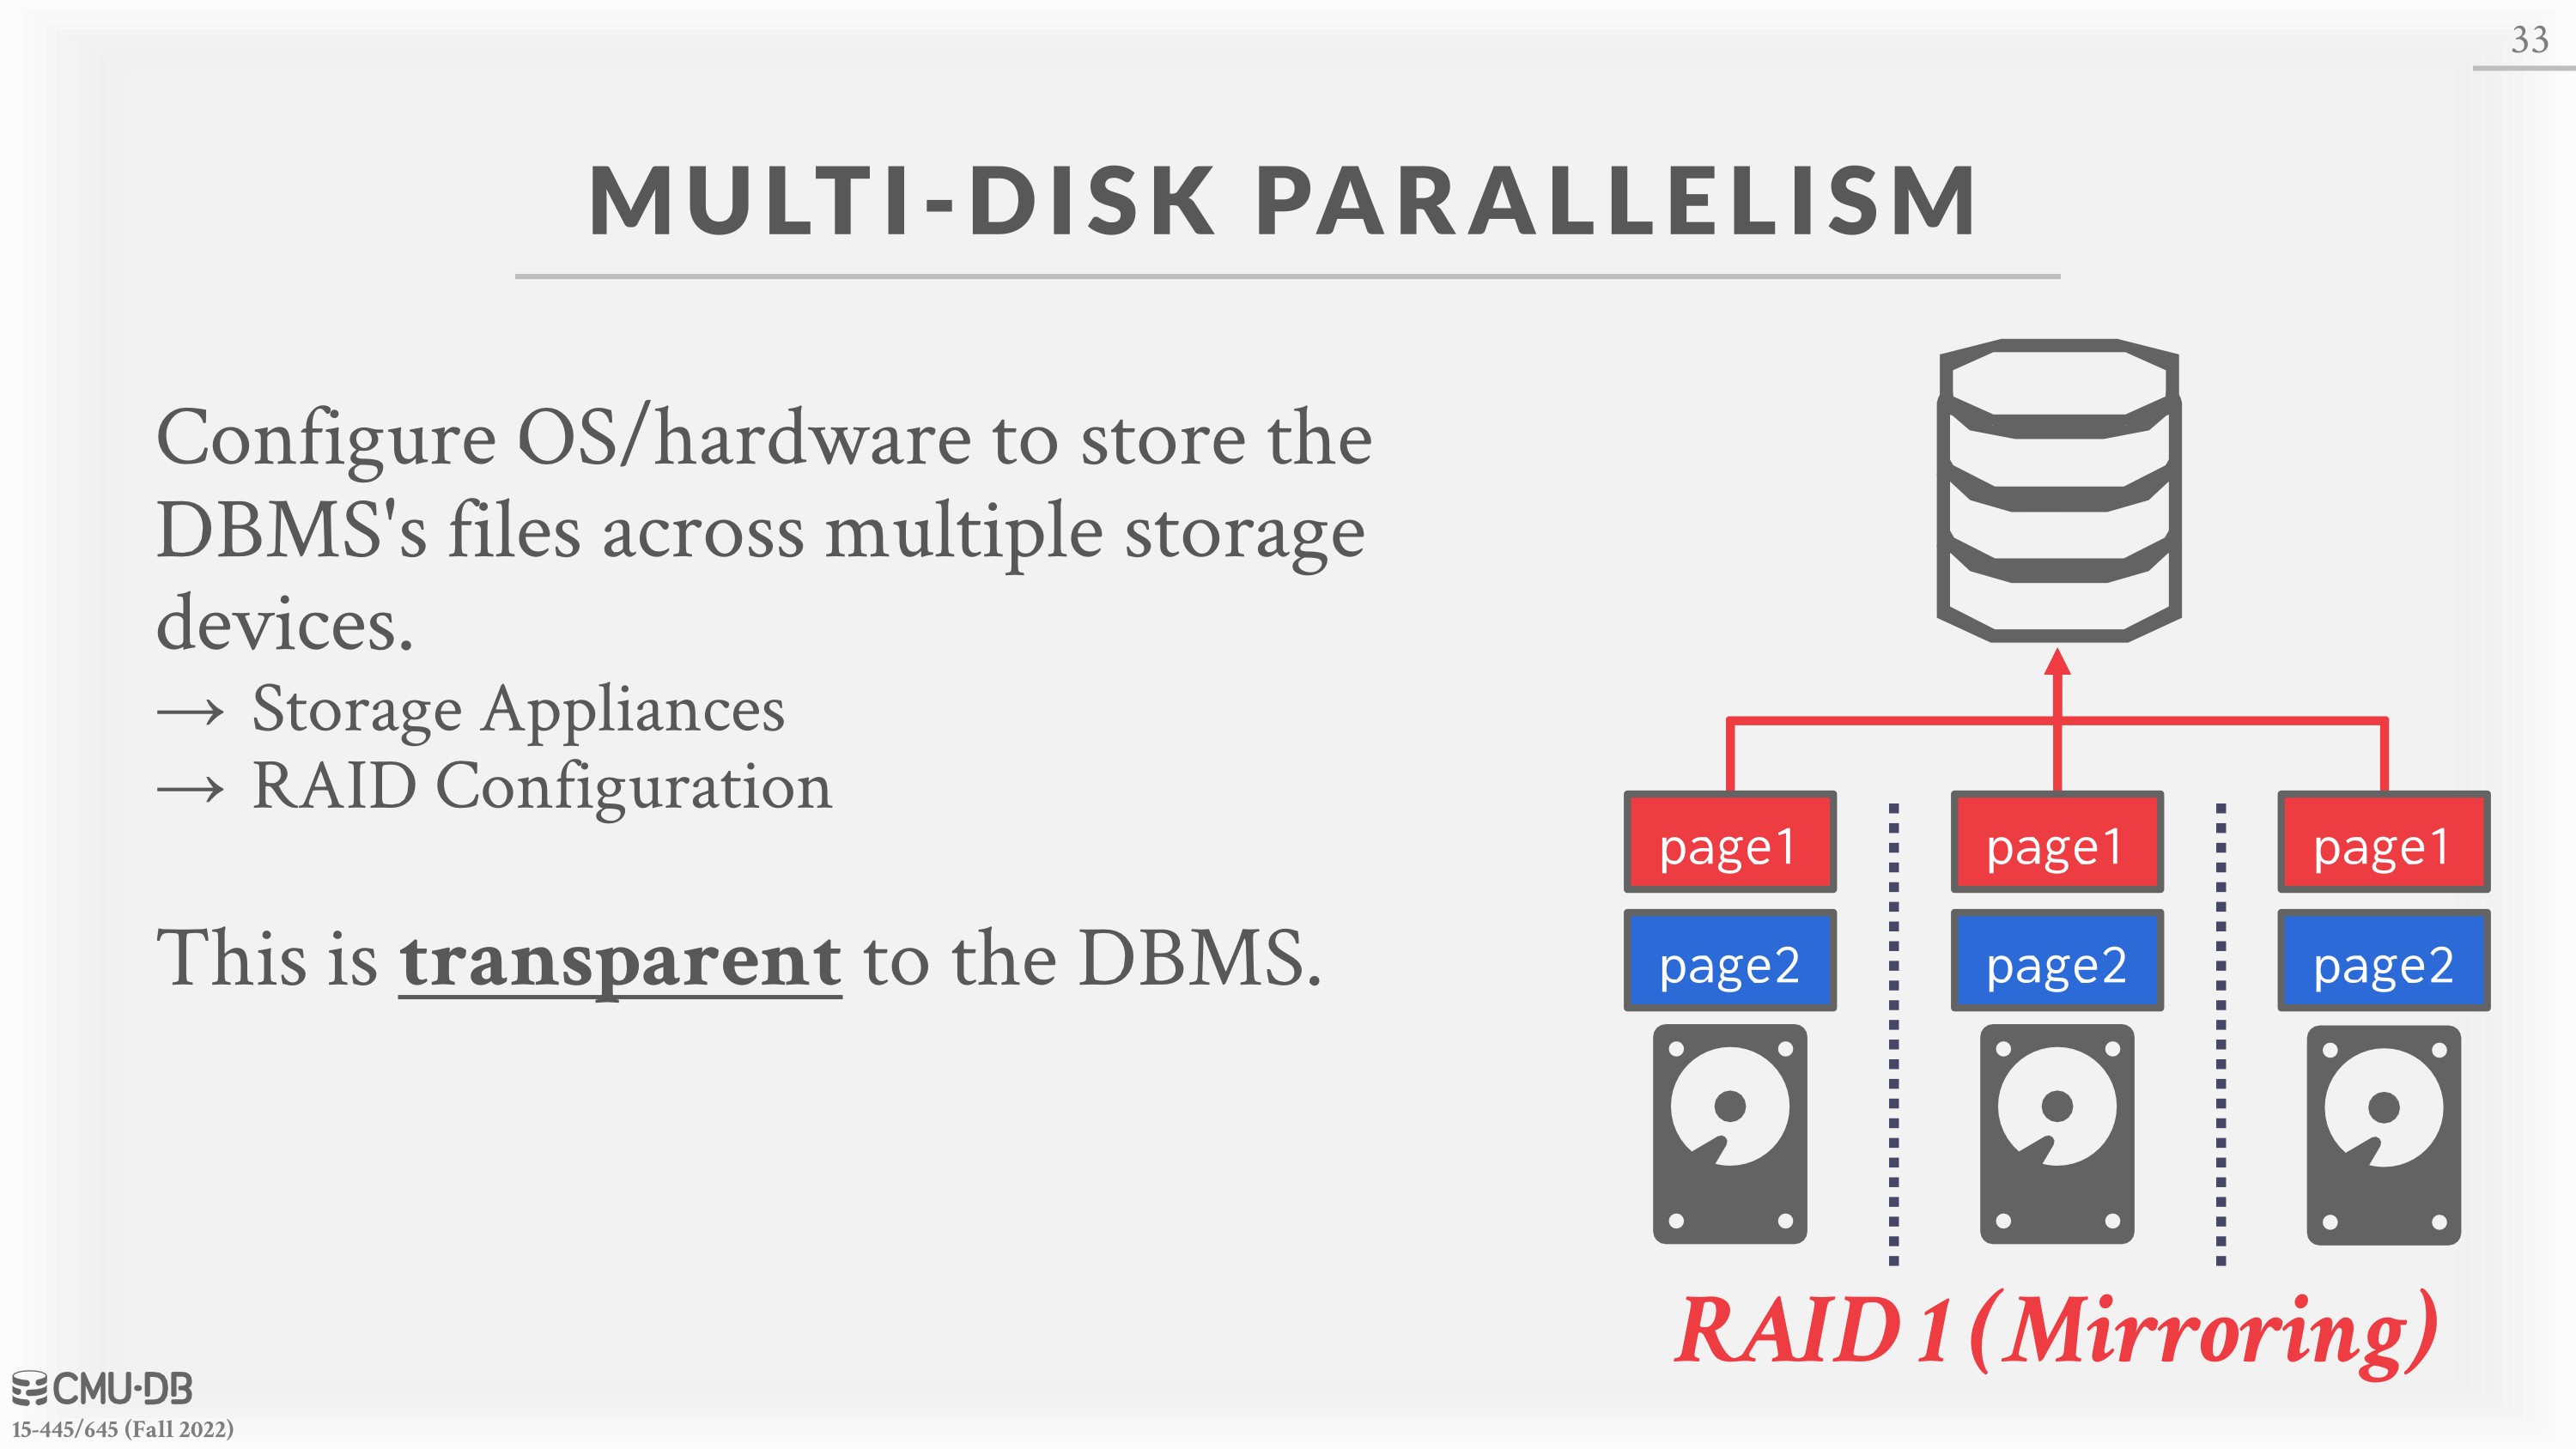 33
MULTI-DISK PARALLELISM
Configure OS/hardware to store the
DBMS's files across multiple storage
devices.
→ Storage Appliances
→ RAID Configuration
This is transparent to the DBMS.
page1 page1 page1
page2 page2 page2
RAID 1 (Mirroring)
CMU·DB
15-445/645 (Fall 2022)